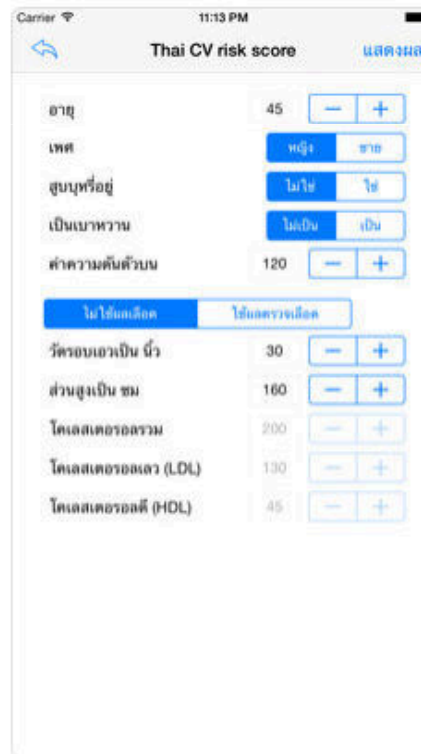 Carrier 11:13 PM
Thai CV risk score แสดงผล
อายุ 45
เพศ หญิง ชาย
สูบบุหรี่อยู่ ไม่ใช่ ใช่
เป็นเบาหวาน ไม่เป็น เป็น
ค่าความดันตัวบน 120
ไม่ใช้ผลเลือด ใช้ผลตรวจเลือด
วัดรอบเอวเป็น นิ้ว 30
ส่วนสูงเป็น ซม 160
โคเลสเตอรอลรวม 200
โคเลสเตอรอลเลว (LDL) 130
โคเลสเตอรอลดี (HDL) 45